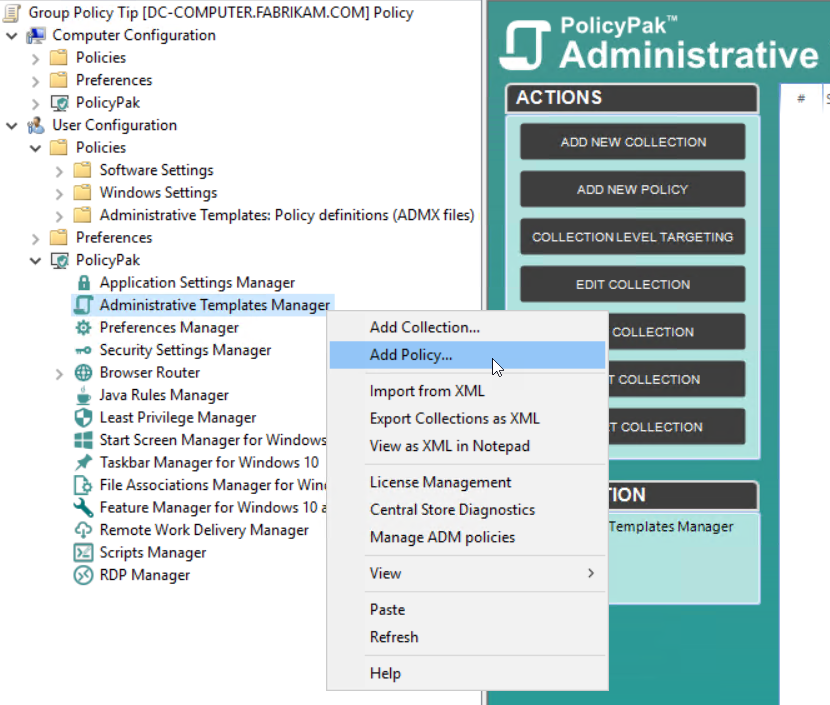 Group Policy Tip [DC-COMPUTER.FABRIKAM.COM] Policy
Computer Configuration
Policies
Preferences
PolicyPak
User Configuration
Policies
Software Settings
Windows Settings
Administrative Templates: Policy definitions (ADMX files)
Preferences
PolicyPak
Application Settings Manager
Administrative Templates Manager
Preferences Manager
Security Settings Manager
Browser Router
Java Rules Manager
Least Privilege Manager
Start Screen Manager for Windows
Taskbar Manager for Windows 10
File Associations Manager for Win
Feature Manager for Windows 10 a
Remote Work Delivery Manager
Scripts Manager
RDP Manager
Add Collection...
Add Policy...
Import from XML
Export Collections as XML
View as XML in Notepad
License Management
Central Store Diagnostics
Manage ADM policies
View
Paste
Refresh
Help
PolicyPak™
Administrative
ACTIONS
ADD NEW COLLECTION
ADD NEW POLICY
COLLECTION LEVEL TARGETING
EDIT COLLECTION
COLLECTION
T COLLECTION
T COLLECTION
TION
Templates Manager
#